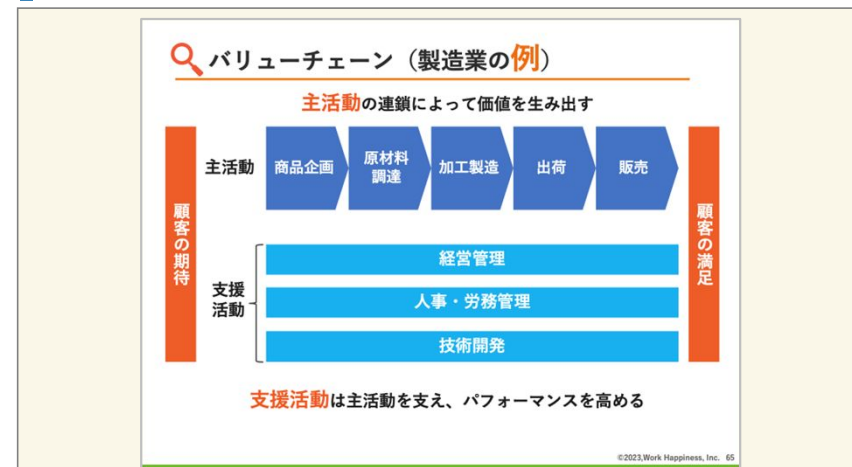 バリューチェーン（製造業の例）
主活動の連鎖によって価値を生み出す
顧客の期待
主活動
商品企画
原材料
調達
加工製造
出荷
販売
顧客の満足
支援
活動
経営管理
人事・労務管理
技術開発
支援活動は主活動を支え、パフォーマンスを高める
©2023,Work Happiness, Inc. 65